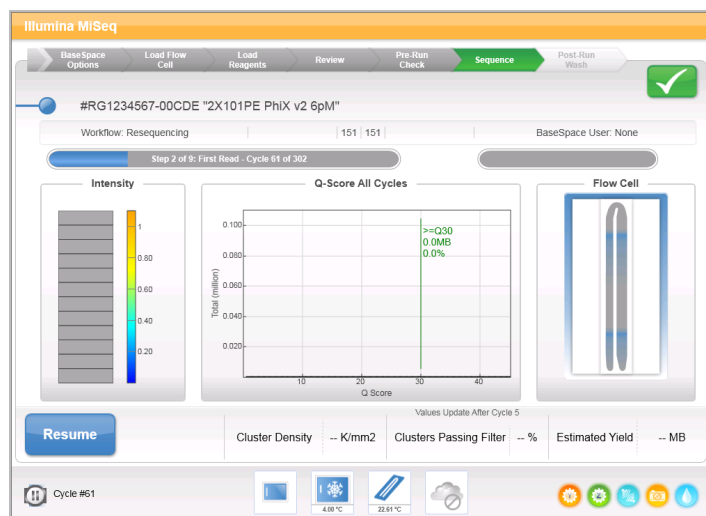 Illumina MiSeq
BaseSpace Options
Load Flow Cell
Load Reagents
Review
Pre-Run Check
Sequence
Post-Run Wash
#RG1234567-00CDE "2X101PE PhiX v2 6pM"
Workflow: Resequencing
151 151
BaseSpace User: None
Step 2 of 9: First Read - Cycle 61 of 302
Intensity
1
0.80
0.60
0.40
0.20
Q-Score All Cycles
Total (million)
0.100
0.080
0.060
0.040
0.020
>=Q30
0.0MB
0.0%
10 20 30 40
Q Score
Flow Cell
Values Update After Cycle 5
Resume
Cluster Density -- K/mm2 Clusters Passing Filter -- % Estimated Yield -- MB
Cycle #61
4.00 °C
22.61 °C